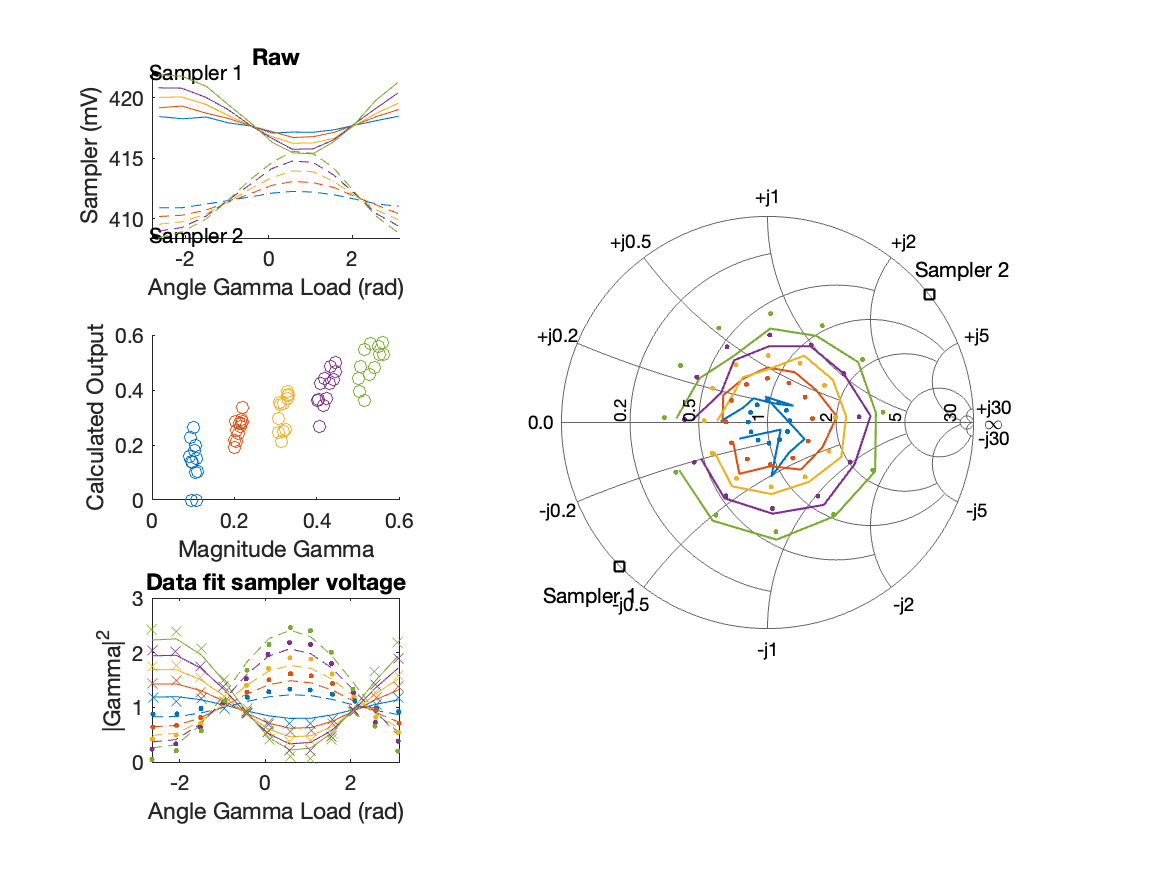 Raw
Sampler 1
420
415
410
Sampler (mV)
Sampler 2
-2 0 2
Angle Gamma Load (rad)
0.6
0.4
0.2
0
Calculated Output
0 0.2 0.4 0.6
Magnitude Gamma
Data fit sampler voltage
3
2
1
0
|Gamma|2
-2 0 2
Angle Gamma Load (rad)
+j1
+j0.5
+j2
Sampler 2
+j0.2
+j5
0.0
0.2
0.5
1
2
5
30
+j30
∞
-j30
-j0.2
-j5
Sampler 1
-j0.5
-j2
-j1